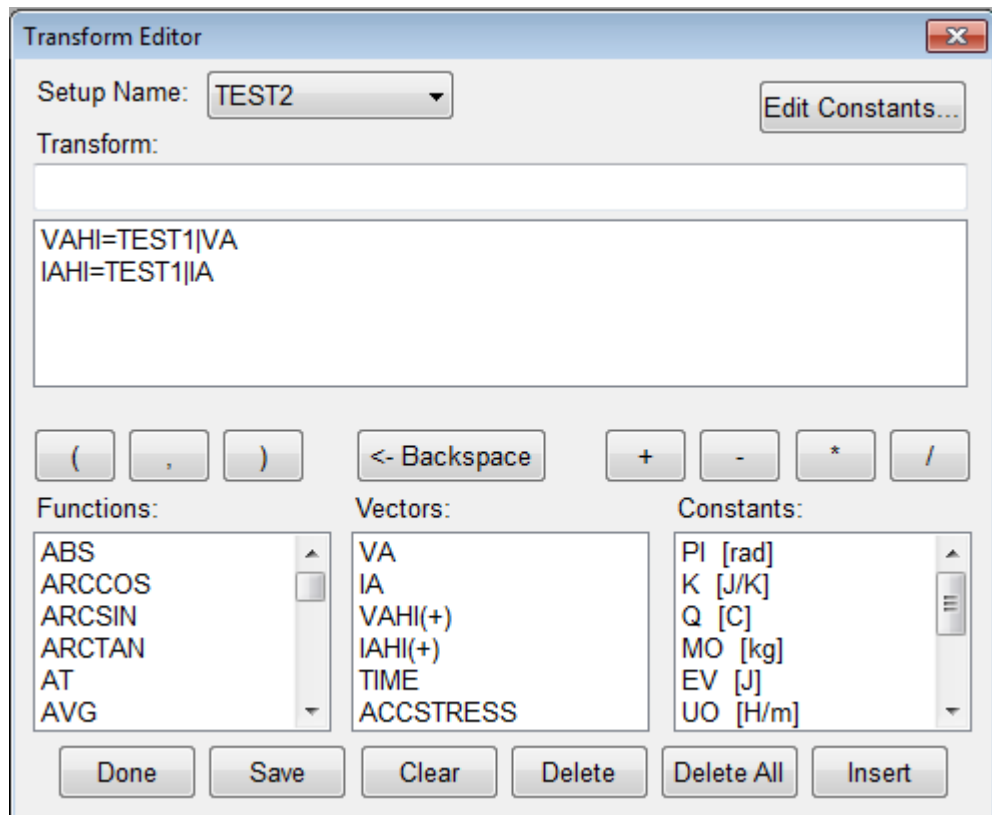 Transform Editor
Setup Name: TEST2
Edit Constants...
Transform:
VAHI=TEST1|VA
IAHI=TEST1|IA
( , ) <- Backspace + - * /
Functions: Vectors: Constants:
ABS VA PI [rad]
ARCCOS IA K [J/K]
ARCSIN VAHI(+) Q [C]
ARCTAN IAHI(+) MO [kg]
AT TIME EV [J]
AVG ACCSTRESS UO [H/m]
Done Save Clear Delete Delete All Insert